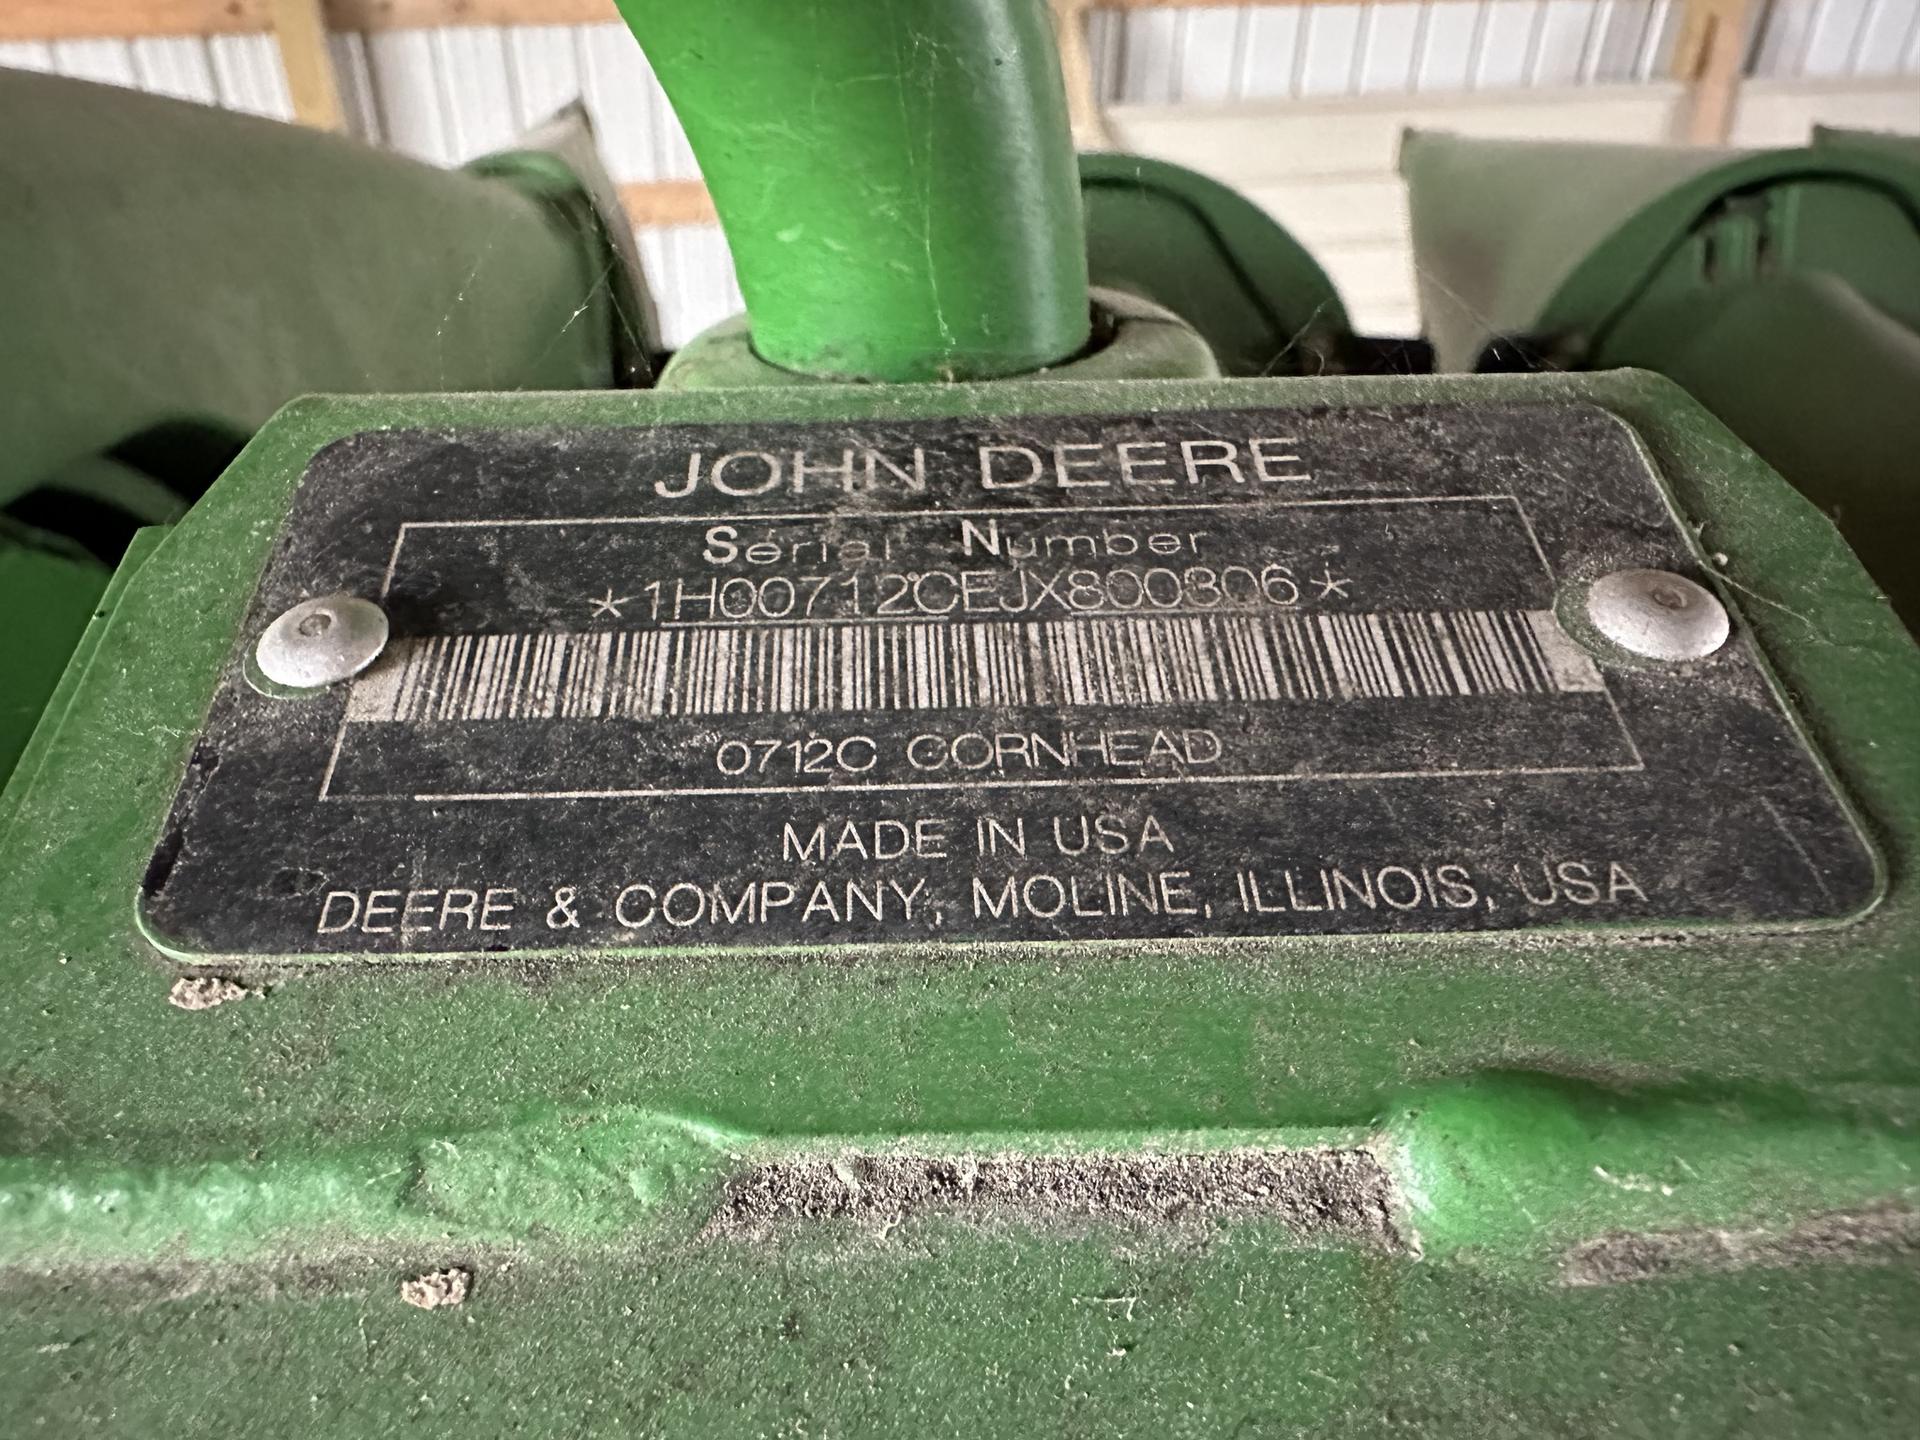 JOHN DEERE
Serial Number
*1H00712CEJX800306*
0712C CORNHEAD
MADE IN USA
DEERE & COMPANY, MOLINE, ILLINOIS, USA